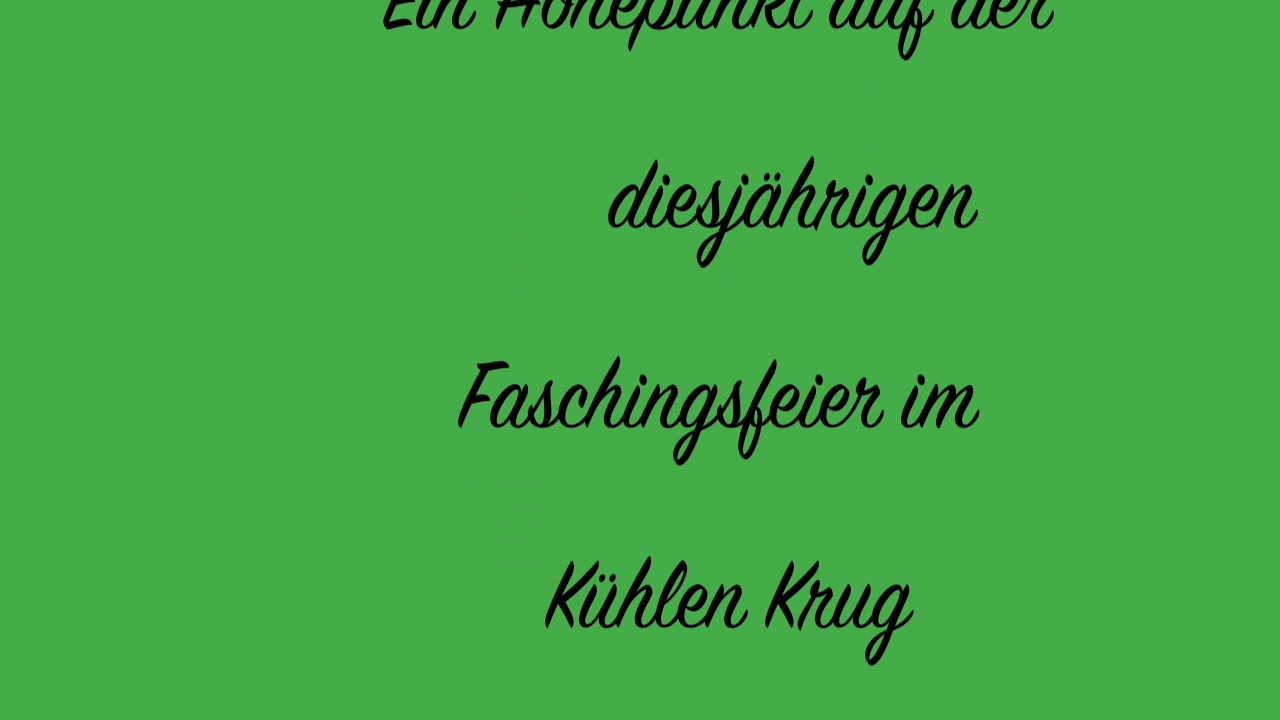 Ein Höhepunkt auf der
diesjährigen
Faschingsfeier im
Kühlen Krug